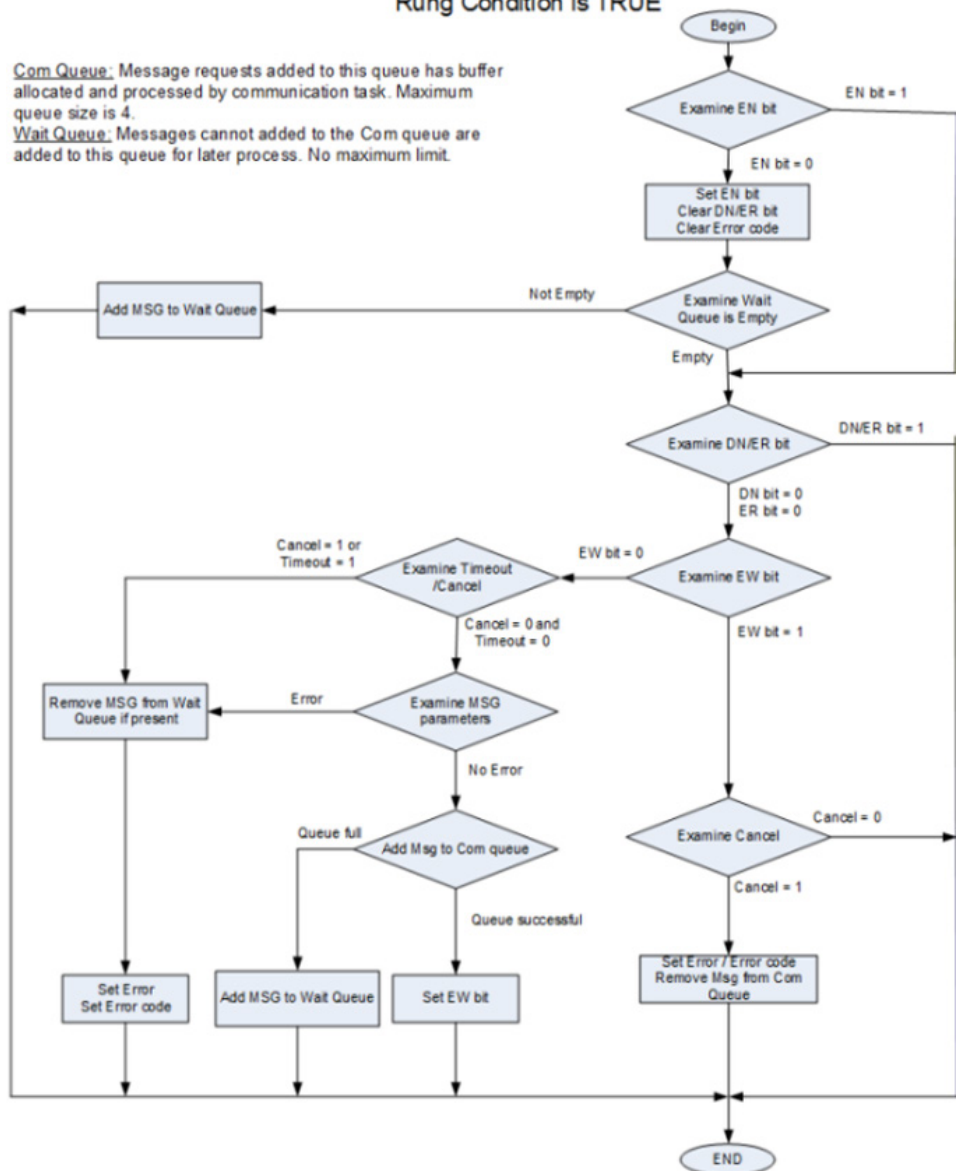 Rung Condition is TRUE
Begin
Com Queue: Message requests added to this queue has buffer
allocated and processed by communication task. Maximum
queue size is 4.
Wait Queue: Messages cannot added to the Com queue are
added to this queue for later process. No maximum limit.
Examine EN bit
EN bit = 1
EN bit = 0
Set EN bit
Clear DN/ER bit
Clear Error code
Add MSG to Wait Queue
Not Empty
Examine Wait
Queue is Empty
Empty
Examine DN/ER bit
DN/ER bit = 1
DN bit = 0
ER bit = 0
Cancel = 1 or
Timeout = 1
Examine Timeout
/Cancel
EW bit = 0
Examine EW bit
Cancel = 0 and
Timeout = 0
EW bit = 1
Remove MSG from Wait
Queue if present
Error
Examine MSG
parameters
No Error
Queue full
Add Msg to Com queue
Examine Cancel
Cancel = 0
Cancel = 1
Queue successful
Set Error
Set Error code
Add MSG to Wait Queue
Set EW bit
Set Error / Error code
Remove Msg from Com
Queue
END